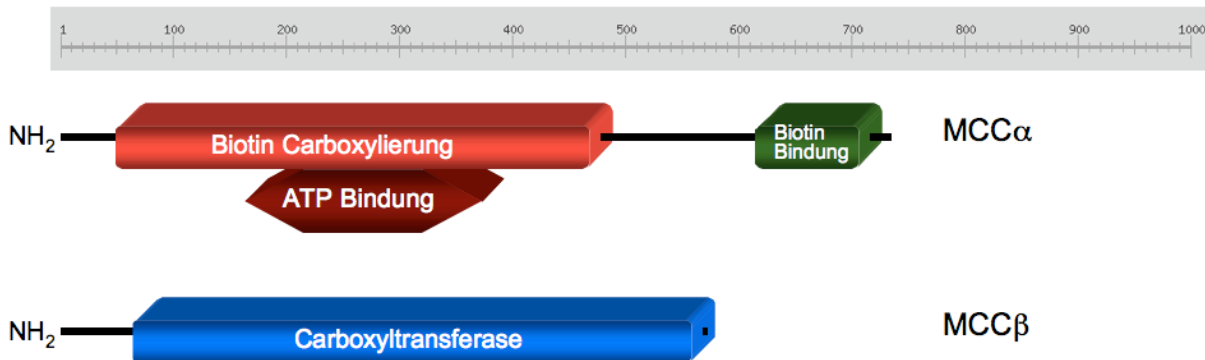 1 100 200 300 400 500 600 700 800 900 1000
NH2 Biotin Carboxylierung Biotin Bindung MCCα
ATP Bindung
NH2 Carboxyltransferase MCCβ